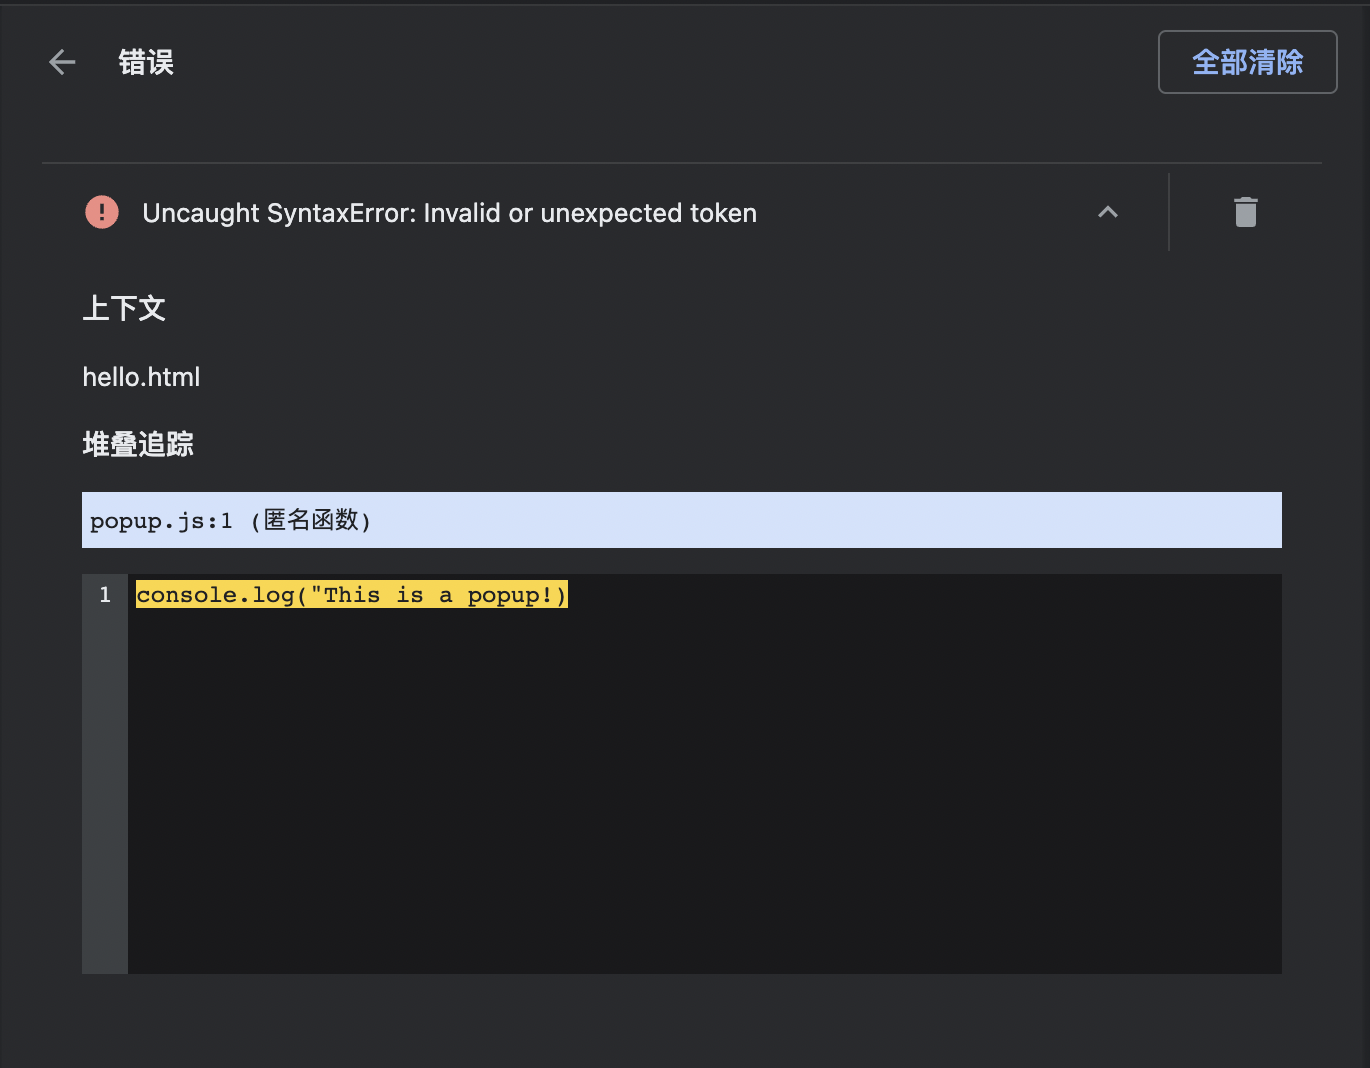 错误
全部清除
Uncaught SyntaxError: Invalid or unexpected token
上下文
hello.html
堆叠追踪
popup.js:1 (匿名函数)
1 console.log("This is a popup!)